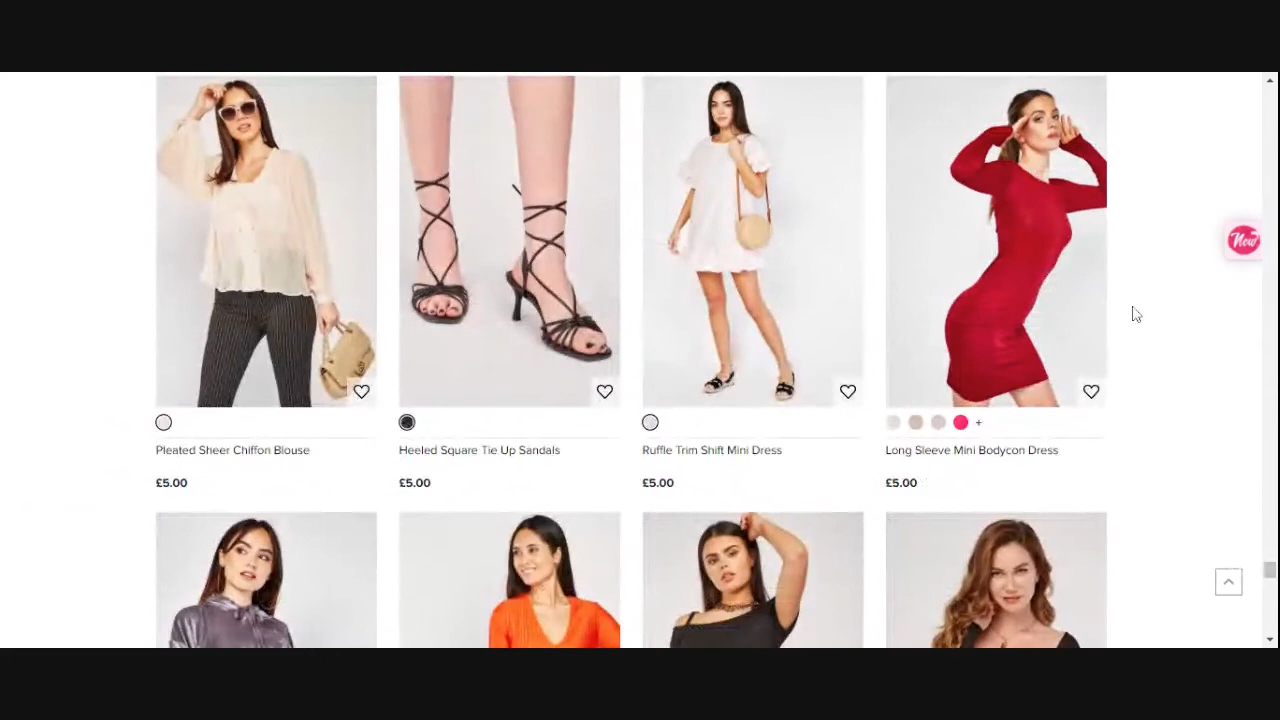 New
+
Pleated Sheer Chiffon Blouse
Heeled Square Tie Up Sandals
Ruffle Trim Shift Mini Dress
Long Sleeve Mini Bodycon Dress
£5.00
£5.00
£5.00
£5.00